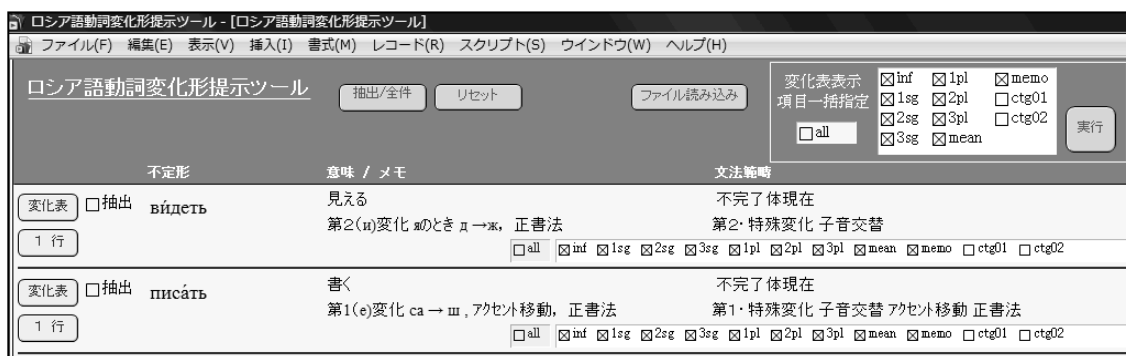 ロシア語動詞変化形提示ツール - [ロシア語動詞変化形提示ツール]
ファイル(F) 編集(E) 表示(V) 挿入(I) 書式(M) レコード(R) スクリプト(S) ウインドウ(W) ヘルプ(H)
ロシア語動詞変化形提示ツール 抽出/全件 リセット ファイル読み込み
変化表表示
項目一括指定
all
inf 1pl memo
1sg 2pl ctg01
2sg 3pl ctg02
3sg mean
実行
不定形 意味 / メモ 文法範疇
変化表 抽出 ви́деть 見える 不完了体現在
第2(и)変化 яのとき д→ж, 正書法 第2・特殊変化 子音交替
1 行 all inf 1sg 2sg 3sg 1pl 2pl 3pl mean memo ctg01 ctg02
変化表 抽出 писа́ть 書く 不完了体現在
第1(е)変化 са → ш , アクセント移動, 正書法 第1・特殊変化 子音交替 アクセント移動 正書法
1 行 all inf 1sg 2sg 3sg 1pl 2pl 3pl mean memo ctg01 ctg02